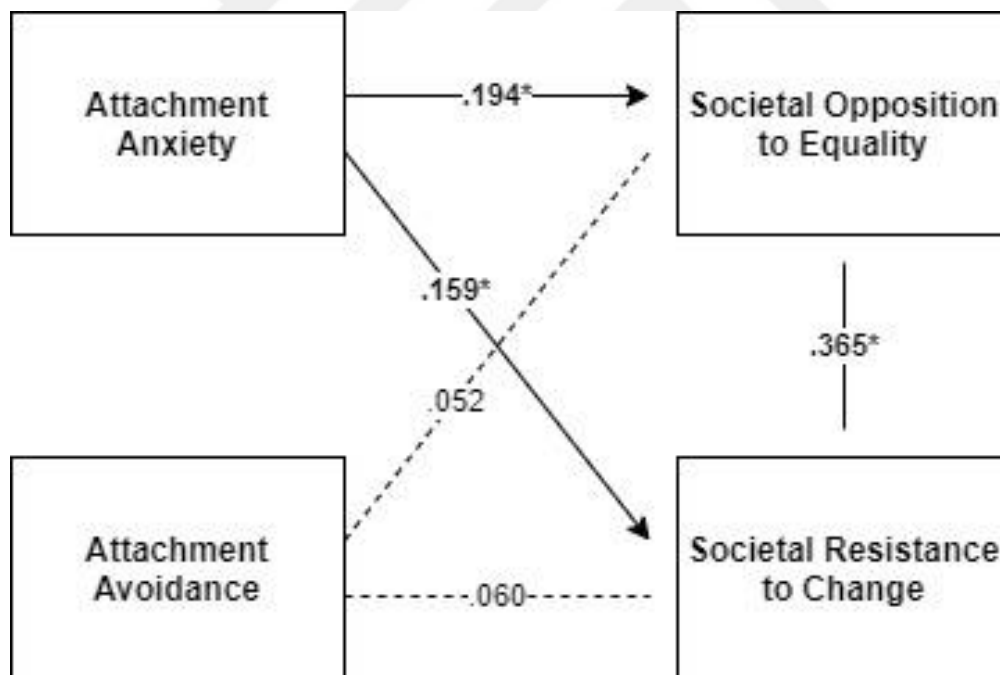 Attachment
Anxiety
.194*
Societal Opposition
to Equality
.159*
.365*
.052
Attachment
Avoidance
.060
Societal Resistance
to Change